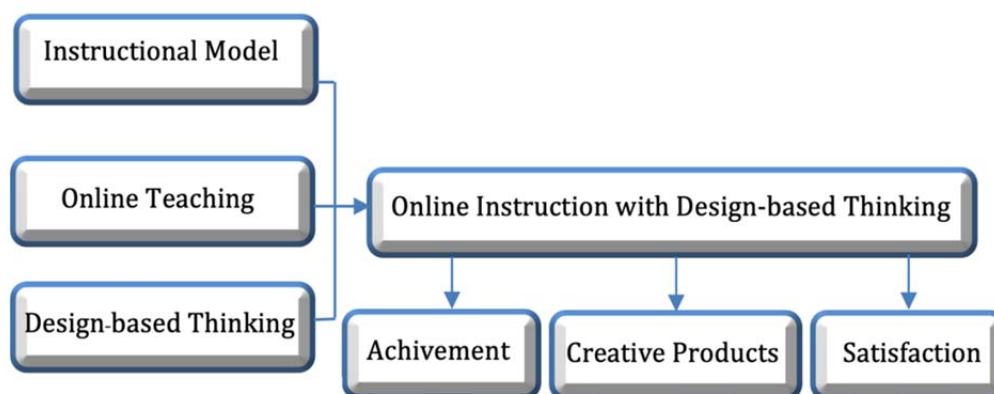 Instructional Model
Online Teaching
Design-based Thinking
Online Instruction with Design-based Thinking
Achivement
Creative Products
Satisfaction